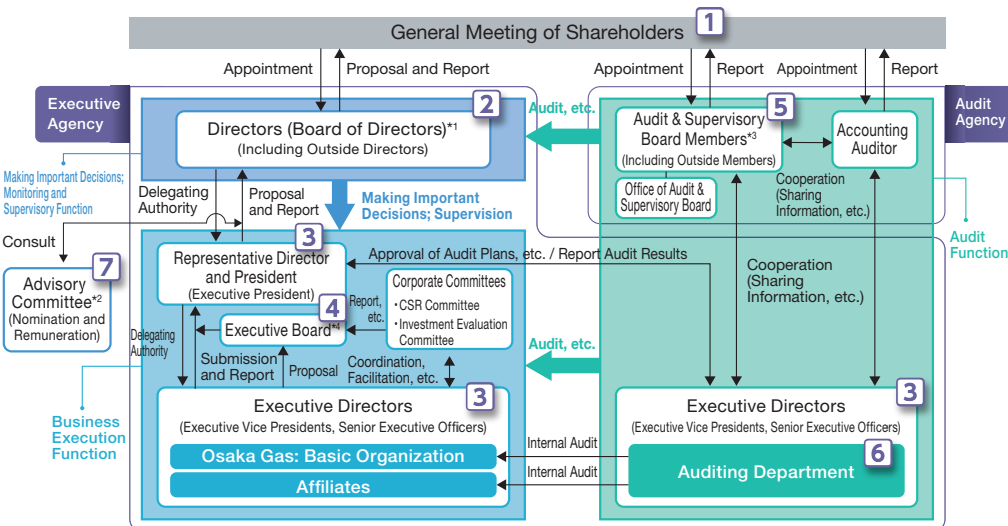 General Meeting of Shareholders
1
Appointment
Proposal and Report
Appointment
Report
Appointment
Report
Executive
Agency
Audit
Agency
2
Directors (Board of Directors)*1
(Including Outside Directors)
Audit, etc.
5
Audit & Supervisory
Board Members*3
(Including Outside Members)
Accounting
Auditor
Office of Audit &
Supervisory Board
Cooperation
(Sharing
Information, etc.)
Making Important
Decisions;
Monitoring and
Supervisory Function
Delegating
Authority
Proposal
and Report
Making Important
Decisions; Supervision
Audit
Function
Consult
7
Advisory
Committee*2
(Nomination and
Remuneration)
3
Representative Director
and President
(Executive President)
Approval of Audit Plans, etc. / Report Audit Results
Cooperation
(Sharing
Information, etc.)
4
Executive Board*4
Report,
etc.
Corporate Committees
・CSR Committee
・Investment Evaluation
Committee
Delegating
Authority
Submission
and Report
Proposal
Coordination,
Facilitation, etc.
Audit, etc.
Business
Execution
Function
3
Executive Directors
(Executive Vice Presidents, Senior Executive Officers)
Osaka Gas: Basic Organization
Affiliates
Internal Audit
Internal Audit
3
Executive Directors
(Executive Vice Presidents, Senior Executive Officers)
6
Auditing Department